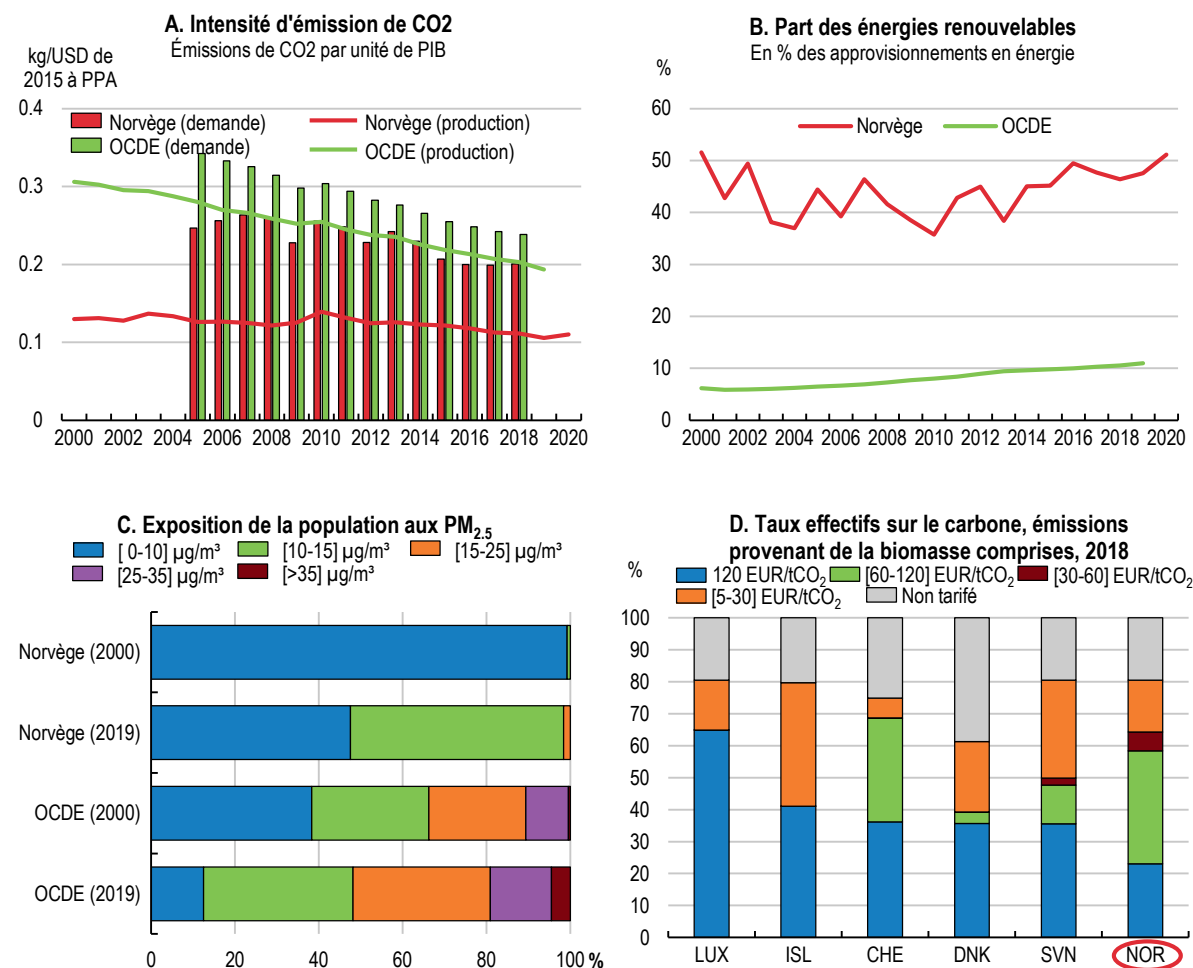 A. Intensité d'émission de CO2
Émissions de CO2 par unité de PIB
kg/USD de
2015 à PPA
0.4
0.3
0.2
0.1
0
Norvège (demande)
Norvège (production)
OCDE (demande)
OCDE (production)
2000 2002 2004 2006 2008 2010 2012 2014 2016 2018 2020
B. Part des énergies renouvelables
En % des approvisionnements en énergie
%
60
50
40
30
20
10
0
Norvège
OCDE
2000 2002 2004 2006 2008 2010 2012 2014 2016 2018 2020
C. Exposition de la population aux PM2.5
[ 0-10] µg/m³ [10-15] µg/m³ [15-25] µg/m³
[25-35] µg/m³ [>35] µg/m³
Norvège (2000)
Norvège (2019)
OCDE (2000)
OCDE (2019)
0 20 40 60 80 100 %
D. Taux effectifs sur le carbone, émissions
provenant de la biomasse comprises, 2018
%
120 EUR/tCO2 [60-120] EUR/tCO2 [30-60] EUR/tCO2
[5-30] EUR/tCO2 Non tarifé
100
90
80
70
60
50
40
30
20
10
0
LUX ISL CHE DNK SVN NOR